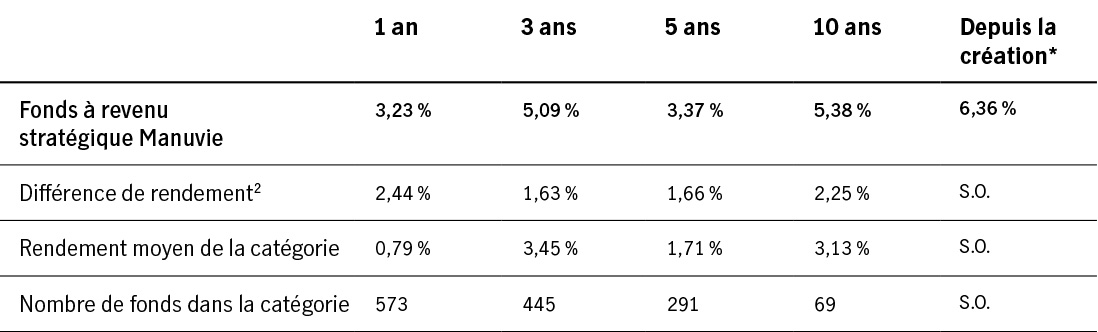 1 an 3 ans 5 ans 10 ans Depuis la
création*
Fonds à revenu
stratégique Manuvie 3,23 % 5,09 % 3,37 % 5,38 % 6,36 %
Différence de rendement² 2,44 % 1,63 % 1,66 % 2,25 % S.O.
Rendement moyen de la catégorie 0,79 % 3,45 % 1,71 % 3,13 % S.O.
Nombre de fonds dans la catégorie 573 445 291 69 S.O.